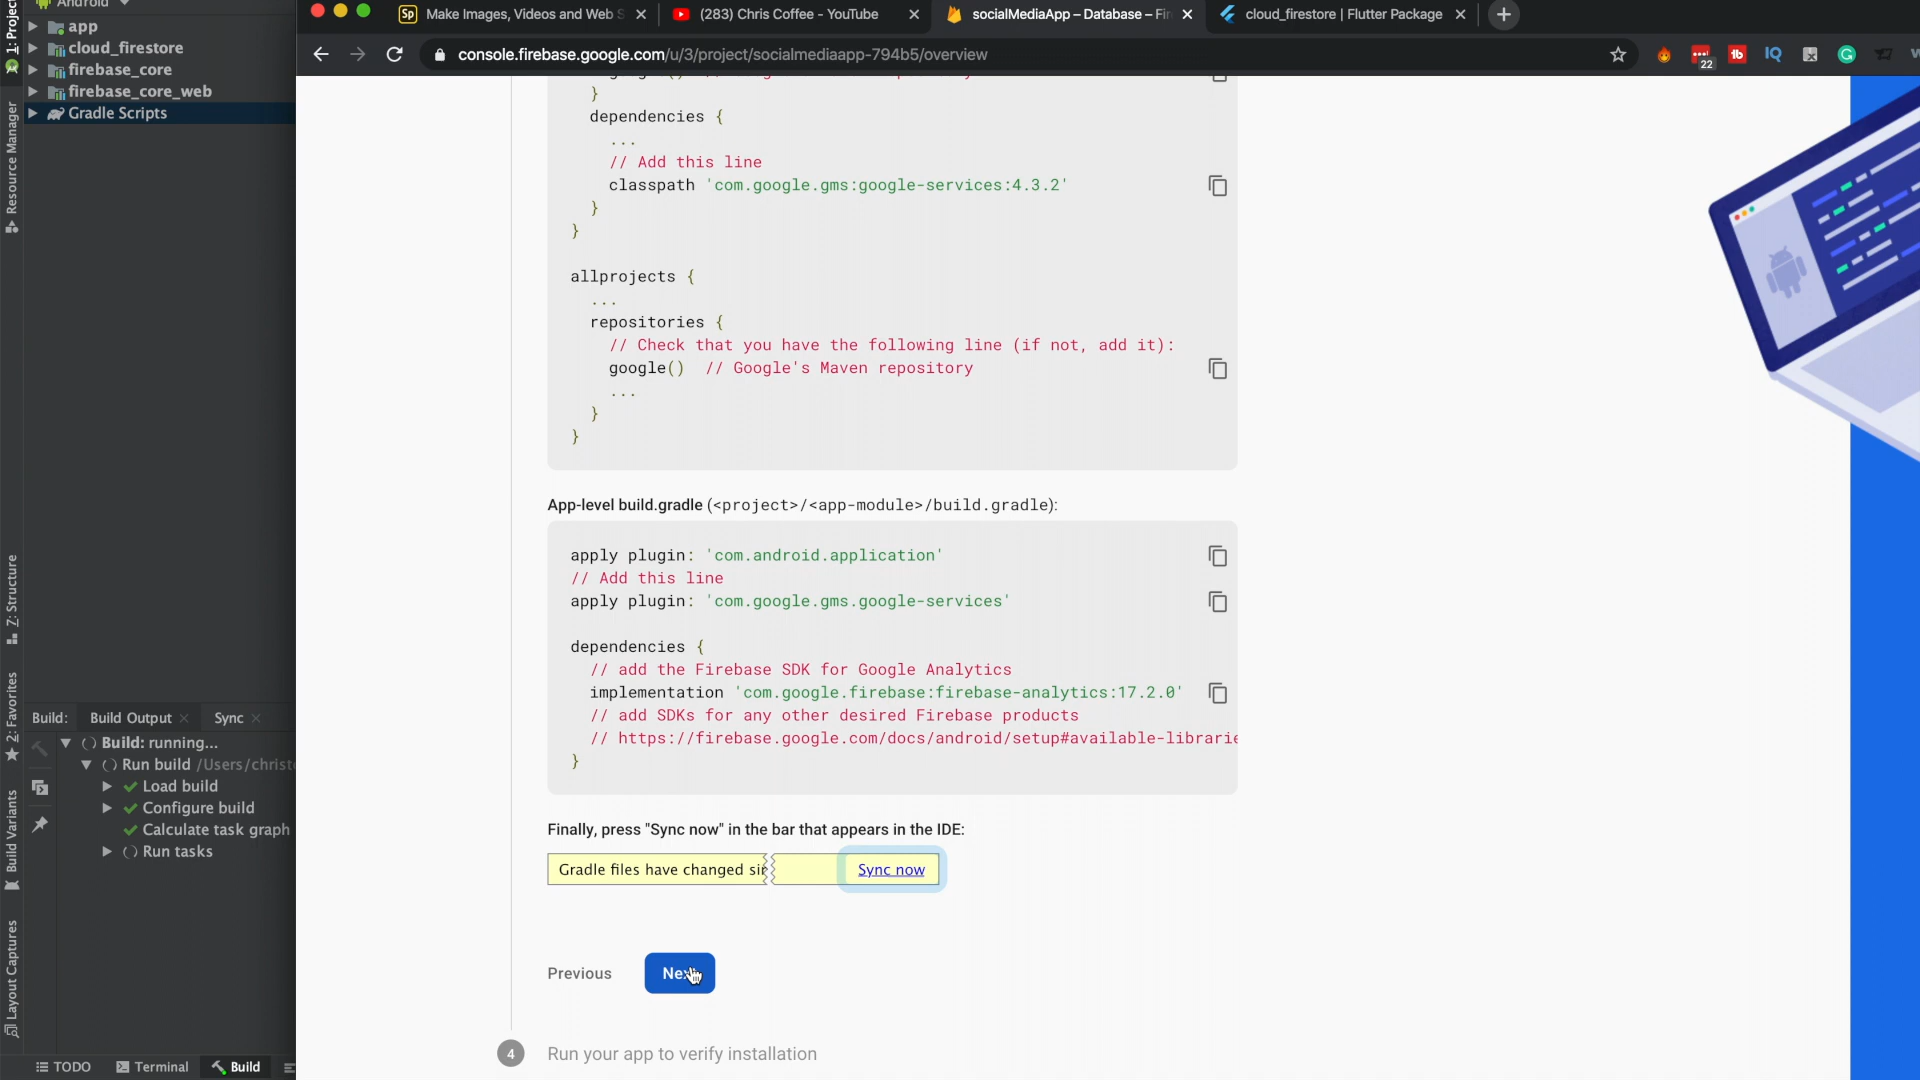 Make Images, Videos and Web S
(283) Chris Coffee - YouTube
socialMediaApp – Database – Fir
cloud_firestore | Flutter Package
console.firebase.google.com/u/3/project/socialmediaapp-794b5/overview
22
1: Project
Android
app
cloud_firestore
firebase_core
firebase_core_web
Gradle Scripts
Resource Manager
Z: Structure
2: Favorites
Build Variants
Layout Captures
}
dependencies {
...
// Add this line
classpath 'com.google.gms:google-services:4.3.2'
}
}
allprojects {
...
repositories {
// Check that you have the following line (if not, add it):
google() // Google's Maven repository
...
}
}
App-level build.gradle (<project>/<app-module>/build.gradle):
apply plugin: 'com.android.application'
// Add this line
apply plugin: 'com.google.gms.google-services'
dependencies {
// add the Firebase SDK for Google Analytics
implementation 'com.google.firebase:firebase-analytics:17.2.0'
// add SDKs for any other desired Firebase products
// https://firebase.google.com/docs/android/setup#available-librarie
}
Finally, press "Sync now" in the bar that appears in the IDE:
Gradle files have changed sin
Sync now
Previous
Next
4 Run your app to verify installation
Build: Build Output Sync
Build: running...
Run build /Users/christo
Load build
Configure build
Calculate task graph
Run tasks
TODO Terminal Build